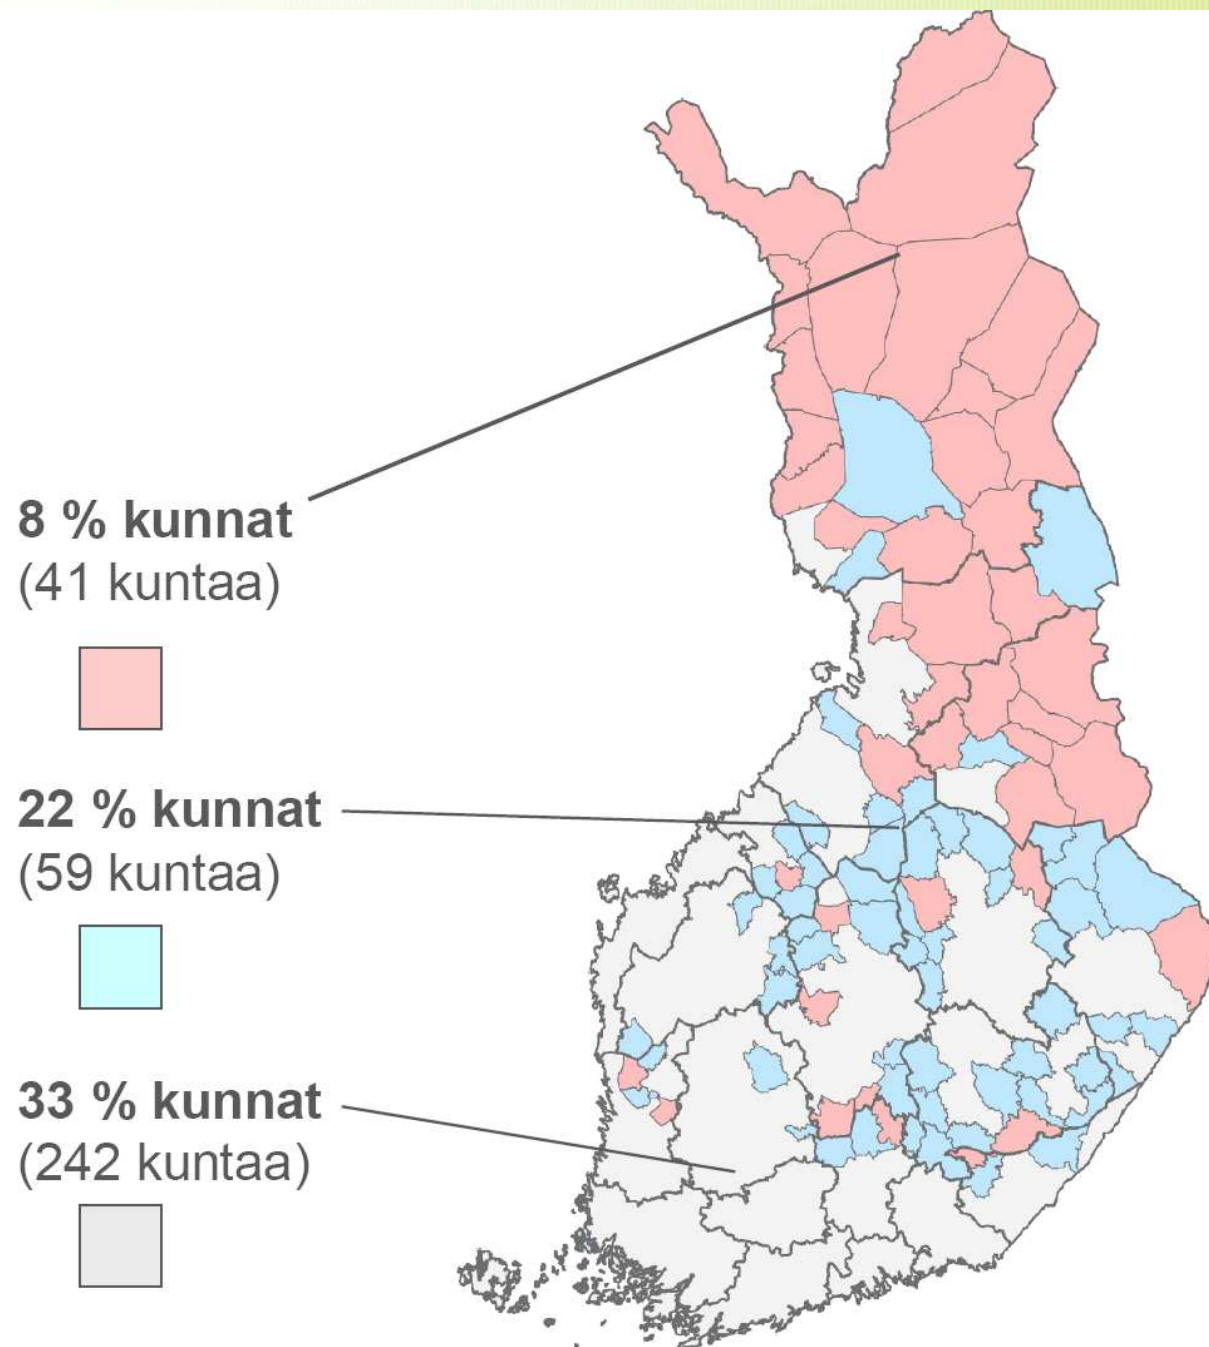 8 % kunnat
(41 kuntaa)
22 % kunnat
(59 kuntaa)
33 % kunnat
(242 kuntaa)